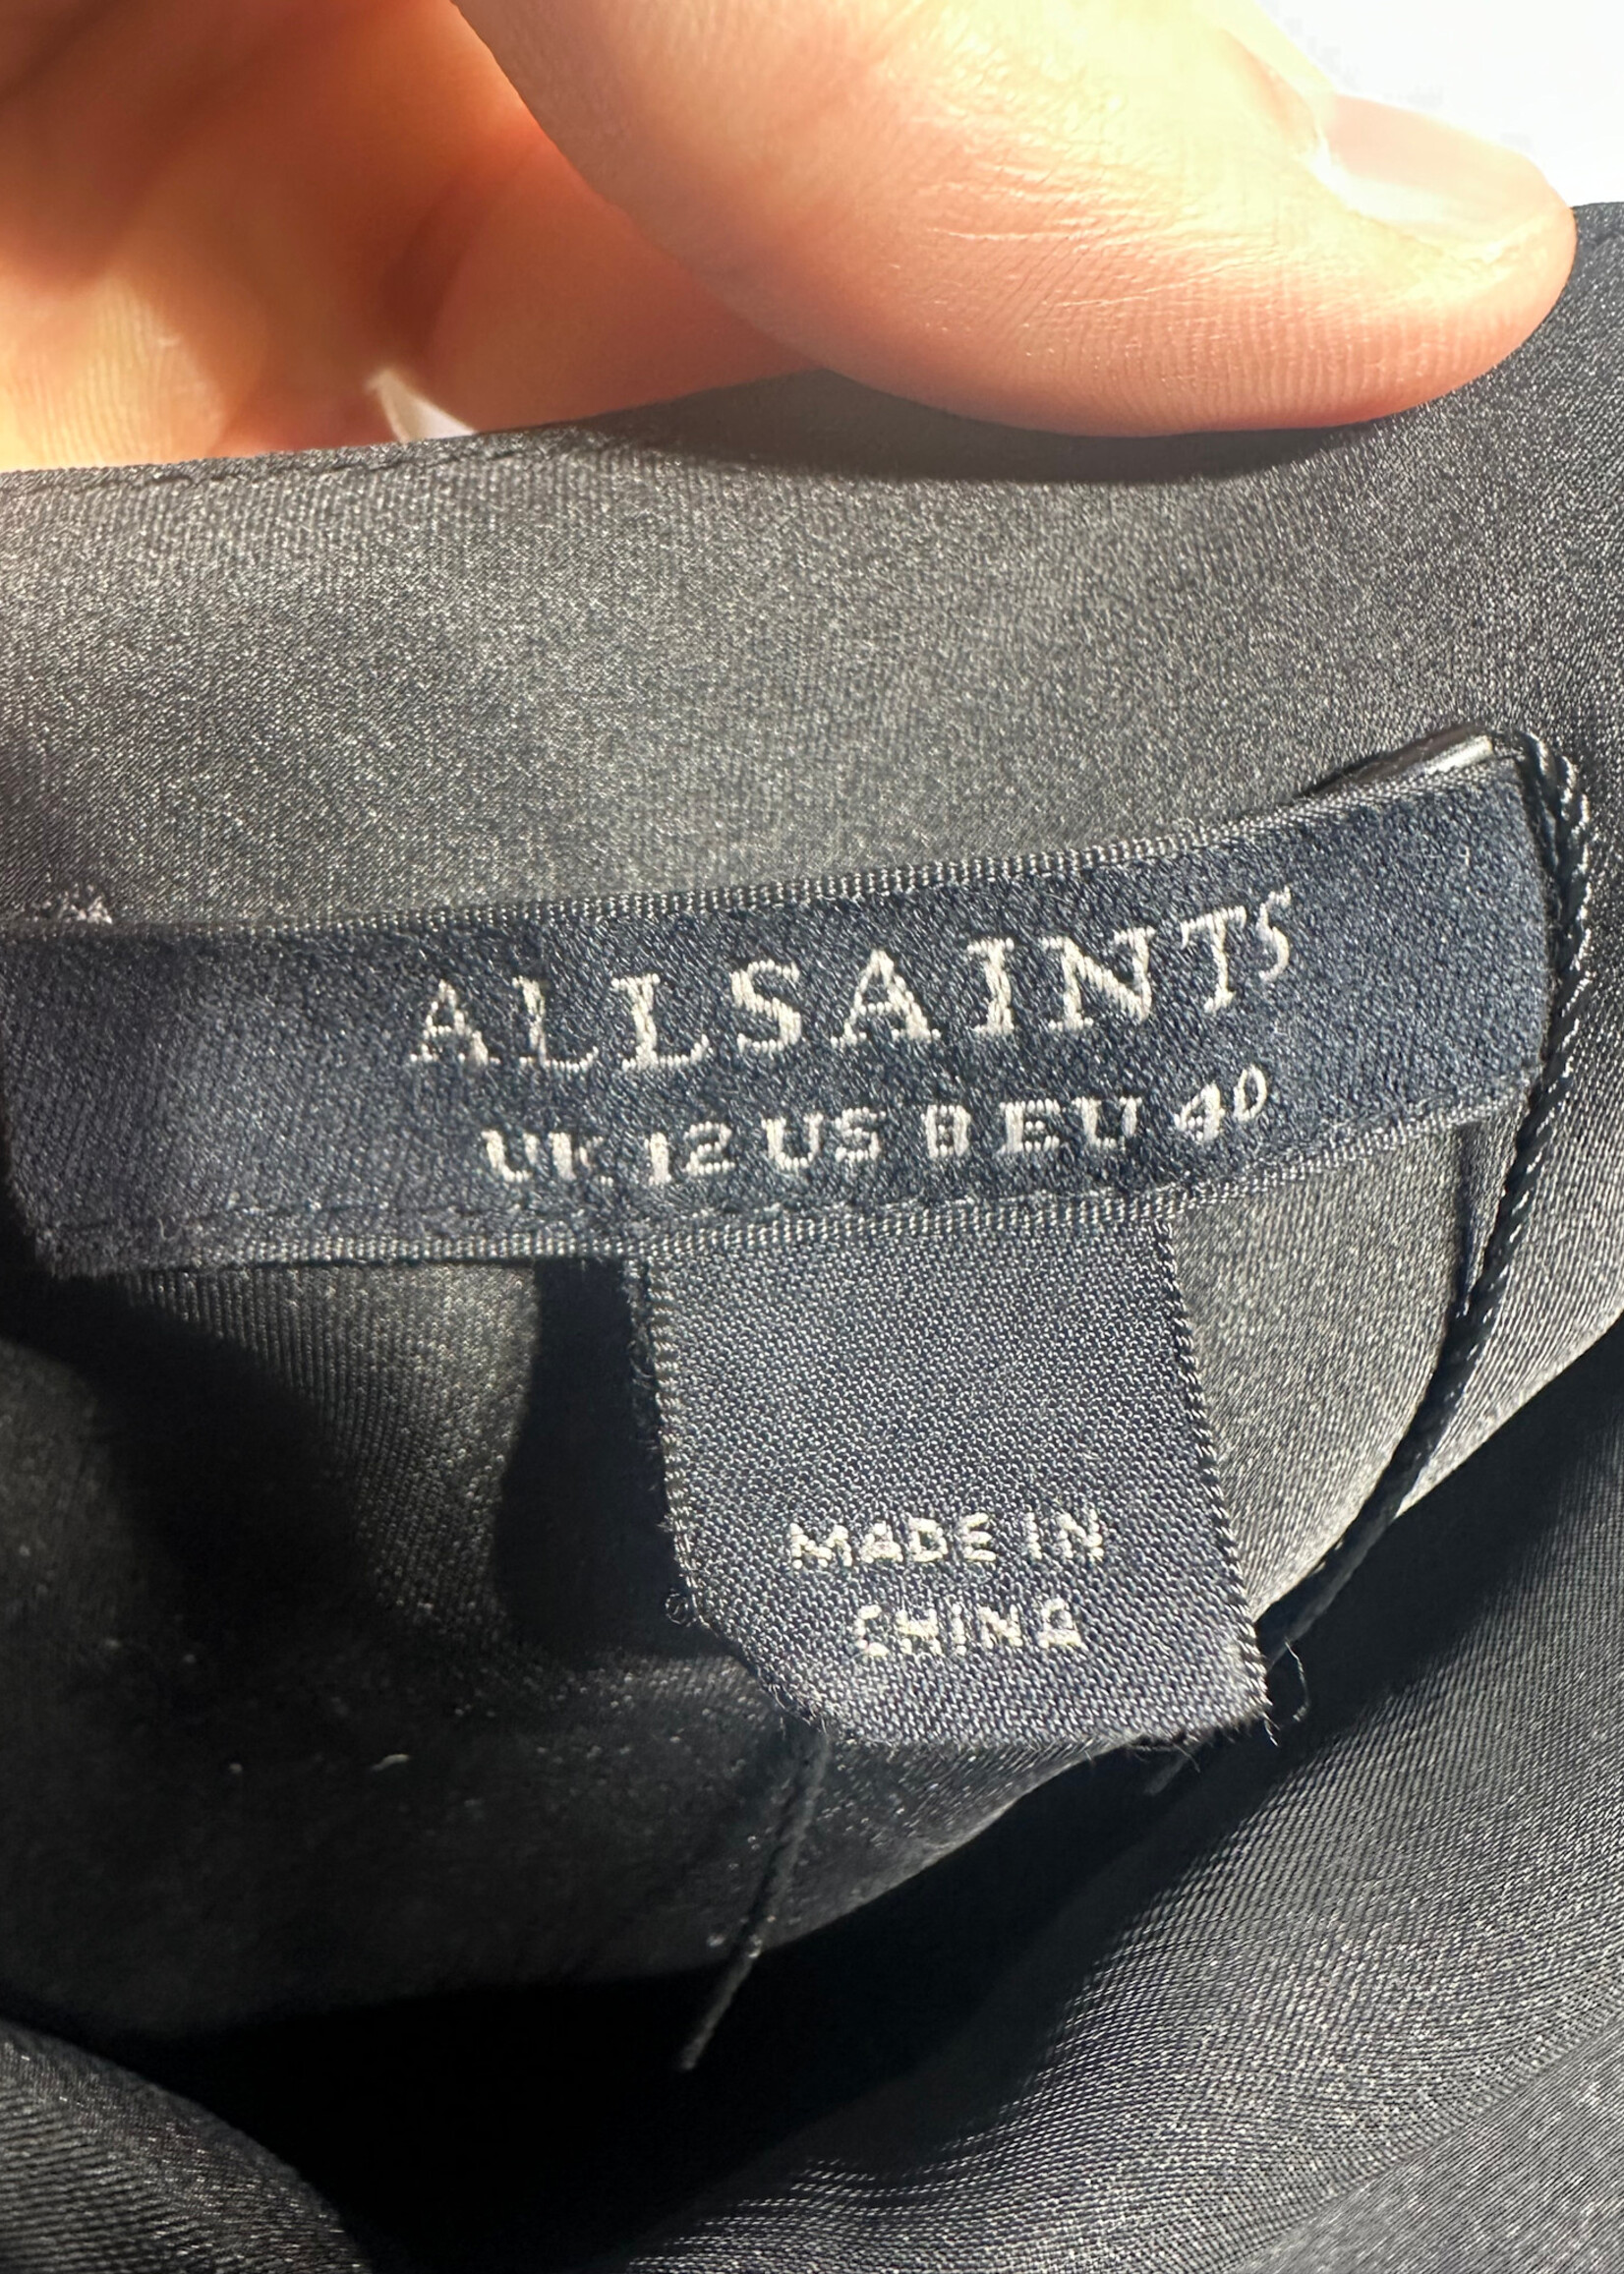 ALLSAINTS
UK 12 US 8 EU 40
MADE IN
CHINA